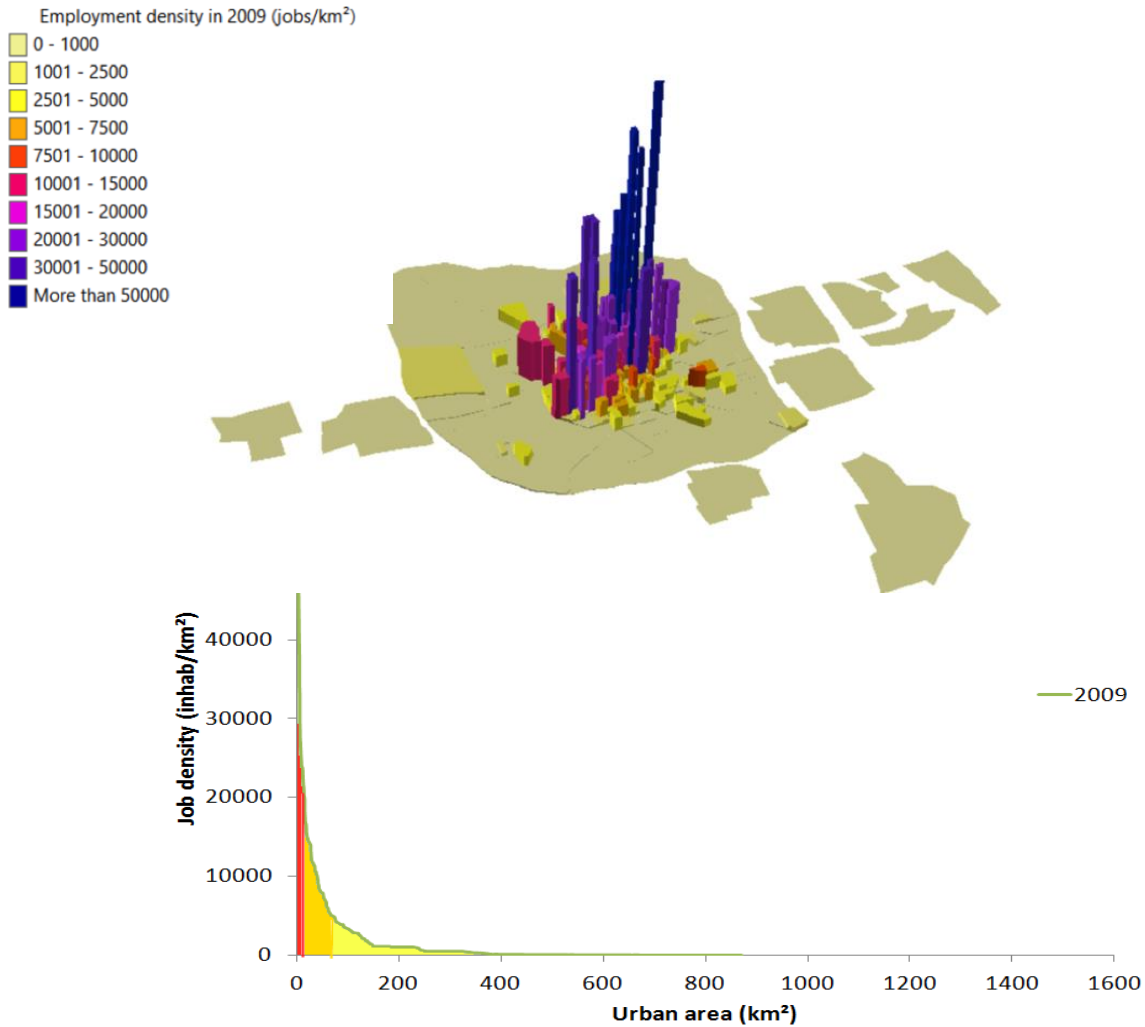 Employment density in 2009 (jobs/km²)
0 - 1000
1001 - 2500
2501 - 5000
5001 - 7500
7501 - 10000
10001 - 15000
15001 - 20000
20001 - 30000
30001 - 50000
More than 50000
Job density (inhab/km²)
40000
30000
20000
10000
0
2009
0 200 400 600 800 1000 1200 1400 1600
Urban area (km²)